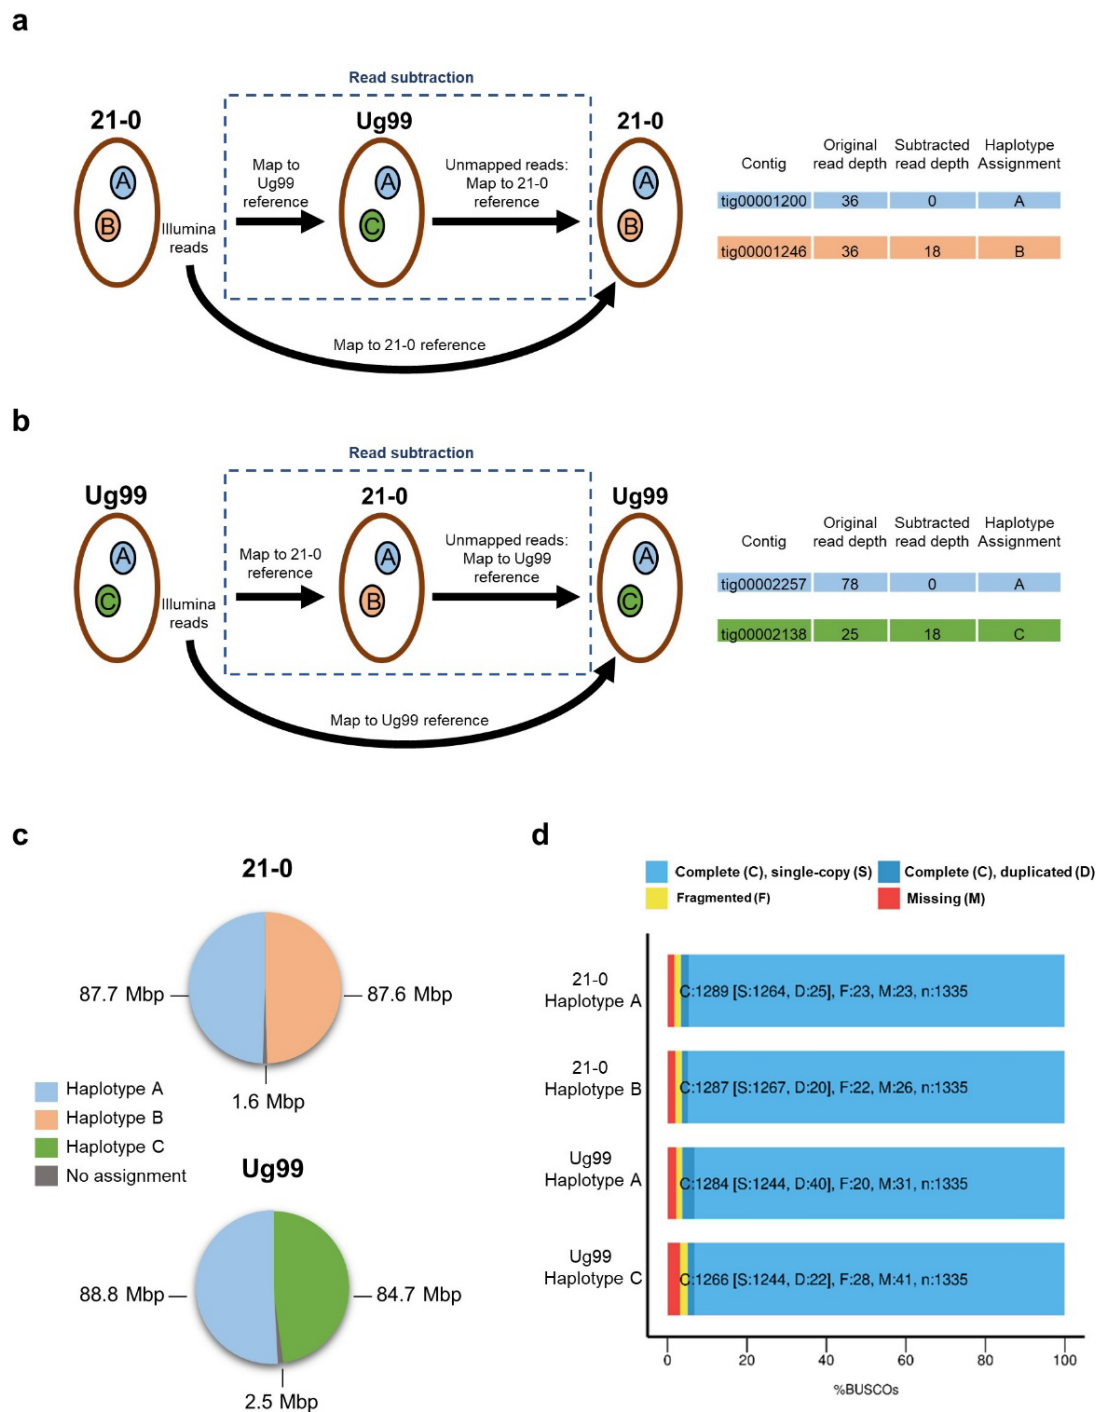 a
Read subtraction
21-0
Ug99
21-0
A
B
Illumina
reads
Map to
Ug99
reference
A
C
Unmapped reads:
Map to 21-0
reference
A
B
Map to 21-0 reference
Contig
Original
read depth
Subtracted
read depth
Haplotype
Assignment
tig00001200 36 0 A
tig00001246 36 18 B
b
Read subtraction
Ug99
21-0
Ug99
A
C
Illumina
reads
Map to 21-0
reference
A
B
Unmapped reads:
Map to Ug99
reference
A
C
Map to Ug99 reference
Contig
Original
read depth
Subtracted
read depth
Haplotype
Assignment
tig00002257 78 0 A
tig00002138 25 18 C
c
21-0
87.7 Mbp
87.6 Mbp
1.6 Mbp
Haplotype A
Haplotype B
Haplotype C
No assignment
Ug99
88.8 Mbp
84.7 Mbp
2.5 Mbp
d
Complete (C), single-copy (S)
Complete (C), duplicated (D)
Fragmented (F)
Missing (M)
21-0
Haplotype A
C:1289 [S:1264, D:25], F:23, M:23, n:1335
21-0
Haplotype B
C:1287 [S:1267, D:20], F:22, M:26, n:1335
Ug99
Haplotype A
C:1284 [S:1244, D:40], F:20, M:31, n:1335
Ug99
Haplotype C
C:1266 [S:1244, D:22], F:28, M:41, n:1335
0 20 40 60 80 100
%BUSCOs